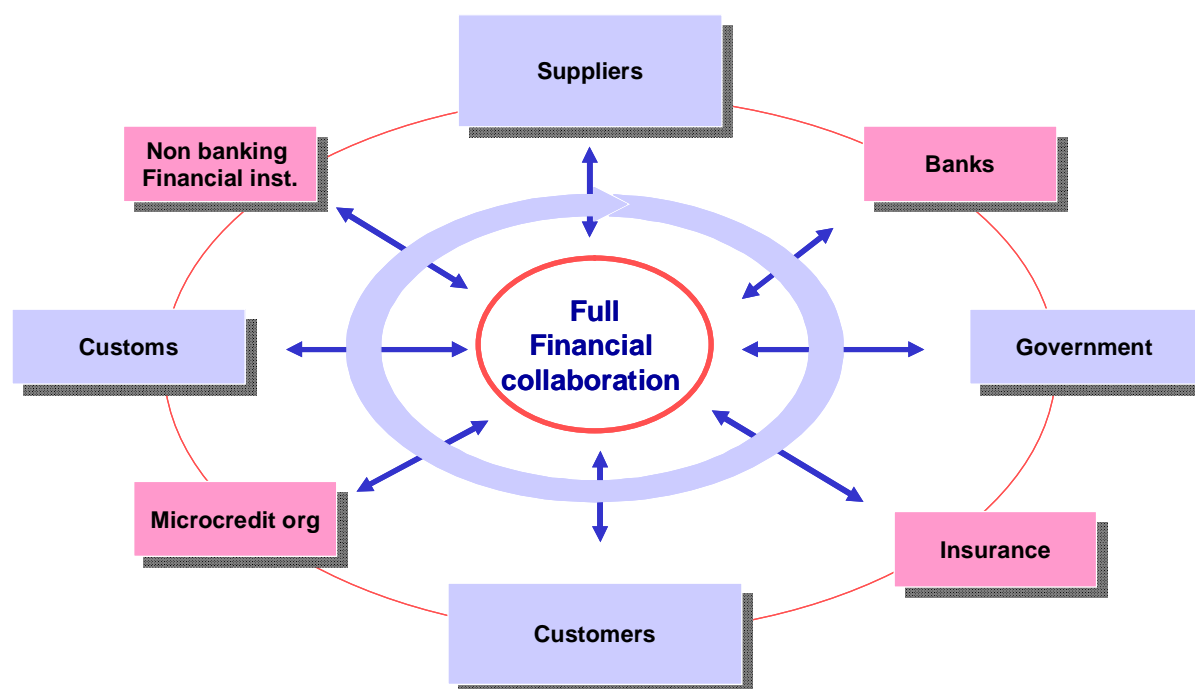 Suppliers
Non banking
Financial inst.
Banks
Full
Financial
collaboration
Customs
Government
Microcredit org
Insurance
Customers